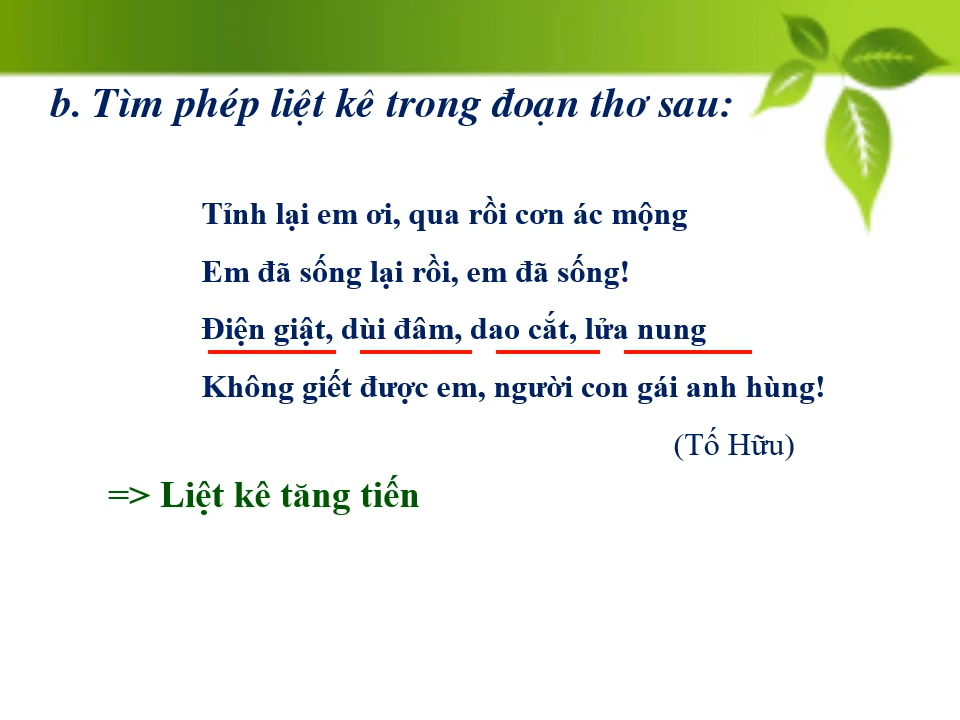 b. Tìm phép liệt kê trong đoạn thơ sau:
Tỉnh lại em ơi, qua rồi cơn ác mộng
Em đã sống lại rồi, em đã sống!
Điện giật, dùi đâm, dao cắt, lửa nung
Không giết được em, người con gái anh hùng!
(Tố Hữu)
=> Liệt kê tăng tiến